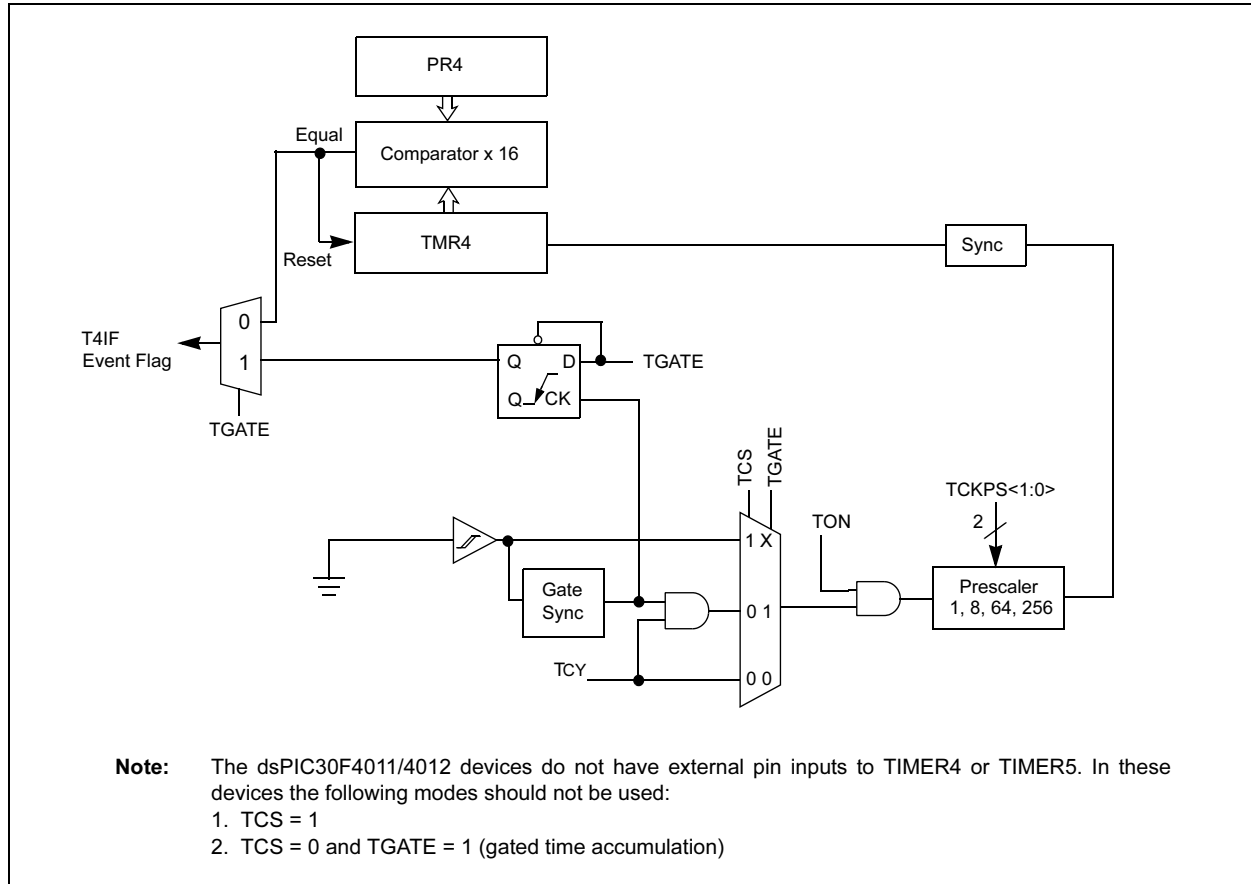 PR4
Equal
Comparator x 16
TMR4
Reset
Sync
0
T4IF
Event Flag
1
Q
D
TGATE
Q
CK
TGATE
TCS
TGATE
TCKPS<1:0>
2
TON
1 X
Prescaler
1, 8, 64, 256
Gate
Sync
0 1
TCY
0 0
Note: The dsPIC30F4011/4012 devices do not have external pin inputs to TIMER4 or TIMER5. In these
devices the following modes should not be used:
1. TCS = 1
2. TCS = 0 and TGATE = 1 (gated time accumulation)